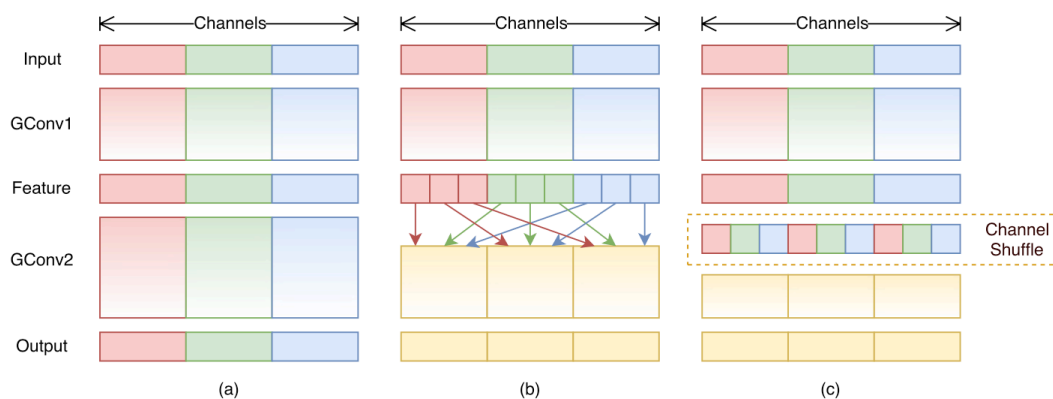 Channels
Channels
Channels
Input
GConv1
Feature
GConv2
Channel
Shuffle
Output
(a)
(b)
(c)